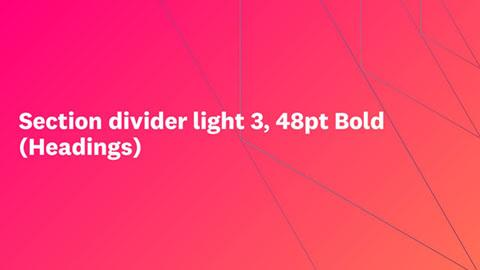 Section divider light 3, 48pt Bold
(Headings)